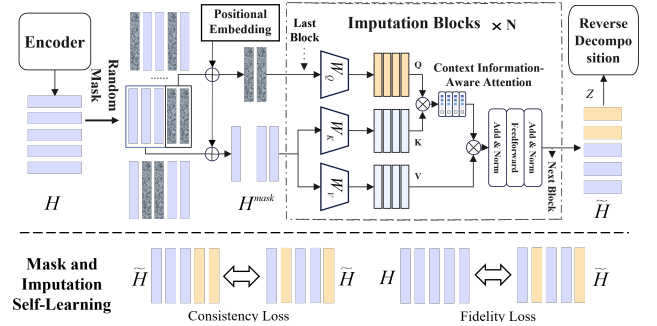 Encoder
Random
Mask
......
Positional
Embedding
Last
Block
Imputation Blocks × N
Reverse
Decompo
sition
W_Q̃
Q
Context Information-
Aware Attention
W_K
K
W_V
V
Add & Norm
Feedforward
Add & Norm
Next Block
Z
H
H^mask
H̃
Mask and
Imputation
Self-Learning
H̃
H̃
Consistency Loss
H
H̃
Fidelity Loss